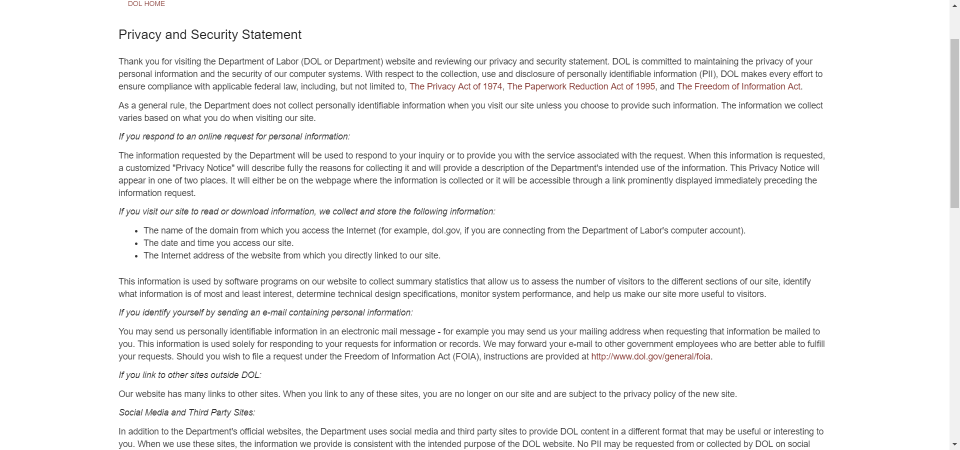 DOL HOME
Privacy and Security Statement
Thank you for visiting the Department of Labor (DOL or Department) website and reviewing our privacy and security statement. DOL is committed to maintaining the privacy of your
personal information and the security of our computer systems. With respect to the collection, use and disclosure of personally identifiable information (PII), DOL makes every effort to
ensure compliance with applicable federal law, including, but not limited to, The Privacy Act of 1974, The Paperwork Reduction Act of 1995, and The Freedom of Information Act.
As a general rule, the Department does not collect personally identifiable information when you visit our site unless you choose to provide such information. The information we collect
varies based on what you do when visiting our site.
If you respond to an online request for personal information:
The information requested by the Department will be used to respond to your inquiry or to provide you with the service associated with the request. When this information is requested,
a customized "Privacy Notice" will describe fully the reasons for collecting it and will provide a description of the Department's intended use of the information. This Privacy Notice will
appear in one of two places. It will either be on the webpage where the information is collected or it will be accessible through a link prominently displayed immediately preceding the
information request.
If you visit our site to read or download information, we collect and store the following information:
• The name of the domain from which you access the Internet (for example, dol.gov, if you are connecting from the Department of Labor's computer account).
• The date and time you access our site.
• The Internet address of the website from which you directly linked to our site.
This information is used by software programs on our website to collect summary statistics that allow us to assess the number of visitors to the different sections of our site, identify
what information is of most and least interest, determine technical design specifications, monitor system performance, and help us make our site more useful to visitors.
If you identify yourself by sending an e-mail containing personal information:
You may send us personally identifiable information in an electronic mail message - for example you may send us your mailing address when requesting that information be mailed to
you. This information is used solely for responding to your requests for information or records. We may forward your e-mail to other government employees who are better able to fulfill
your requests. Should you wish to file a request under the Freedom of Information Act (FOIA), instructions are provided at http://www.dol.gov/general/foia.
If you link to other sites outside DOL:
Our website has many links to other sites. When you link to any of these sites, you are no longer on our site and are subject to the privacy policy of the new site.
Social Media and Third Party Sites:
In addition to the Department's official websites, the Department uses social media and third party sites to provide DOL content in a different format that may be useful or interesting to
you. When we use these sites, the information we provide is consistent with the intended purpose of the DOL website. No PII may be requested from or collected by DOL on social